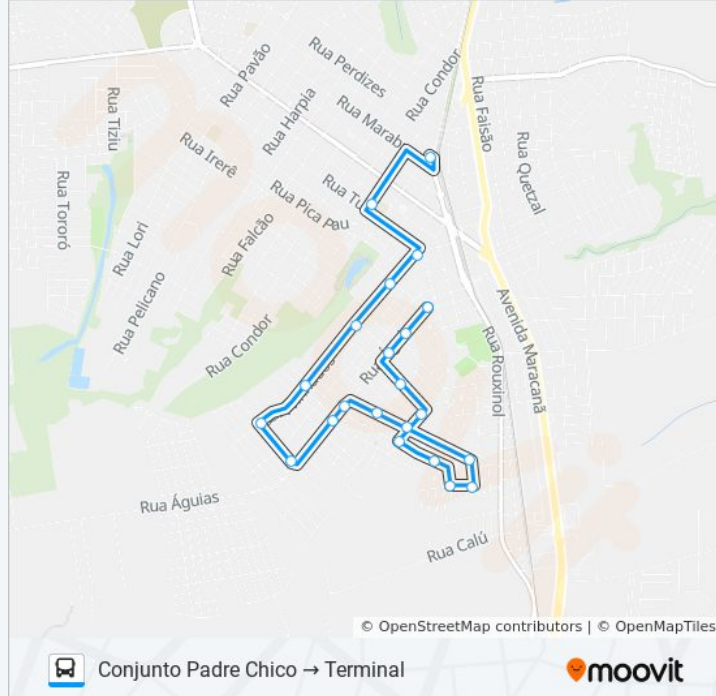 Rua Pavão
Rua Perdizes
Rua Condor
Rua Faisão
Rua Tiziu
Rua Harpia
Rua Marab
Rua Quetzal
Rua Irerê
Rua Tu
Rua Pica Pau
Rua Tororó
Rua Lori
Rua Falcão
Rua Pelicano
Avenida Maracanã
Rua Condor
Rua Rouxinol
Rua Águias
Rua Calú
© OpenStreetMap contributors | © OpenMapTiles
Conjunto Padre Chico → Terminal
moovit